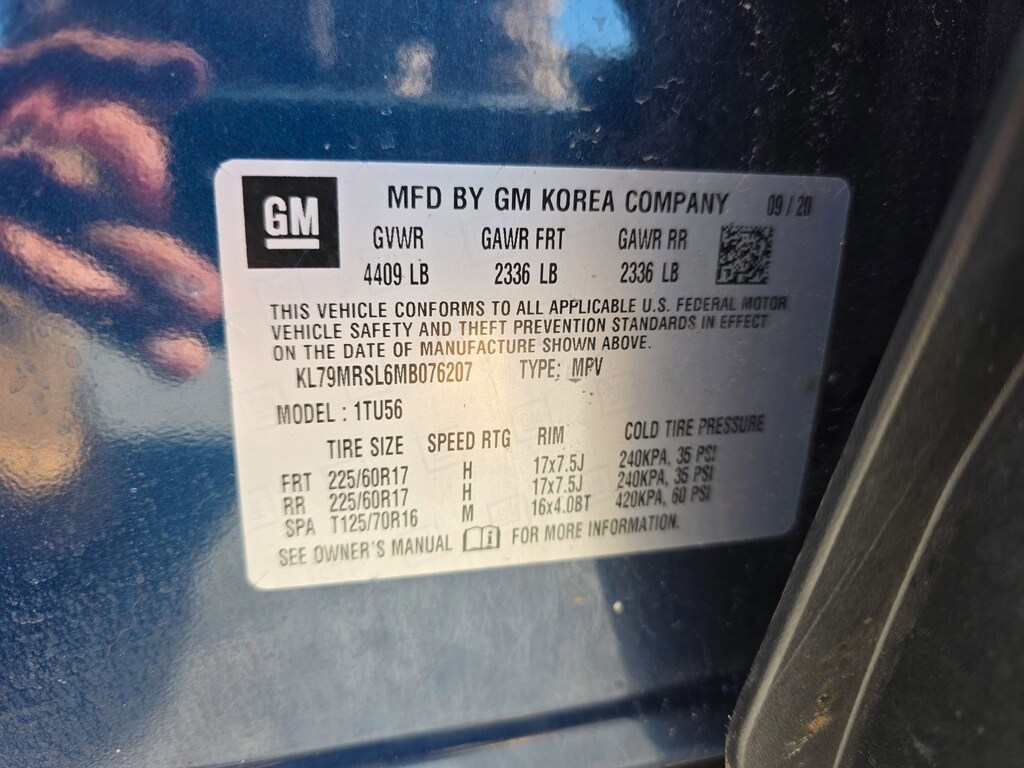 GM
MFD BY GM KOREA COMPANY 09 / 20
GVWR GAWR FRT GAWR RR
4409 LB 2336 LB 2336 LB
THIS VEHICLE CONFORMS TO ALL APPLICABLE U.S. FEDERAL MOTOR
VEHICLE SAFETY AND THEFT PREVENTION STANDARDS IN EFFECT
ON THE DATE OF MANUFACTURE SHOWN ABOVE.
KL79MRSL6MB076207 TYPE: MPV
MODEL : 1TU56
TIRE SIZE SPEED RTG RIM COLD TIRE PRESSURE
FRT 225/60R17 H 17x7.5J 240KPA, 35 PSI
RR 225/60R17 H 17x7.5J 240KPA, 35 PSI
SPA T125/70R16 M 16x4.0BT 420KPA, 60 PSI
SEE OWNER'S MANUAL i FOR MORE INFORMATION.